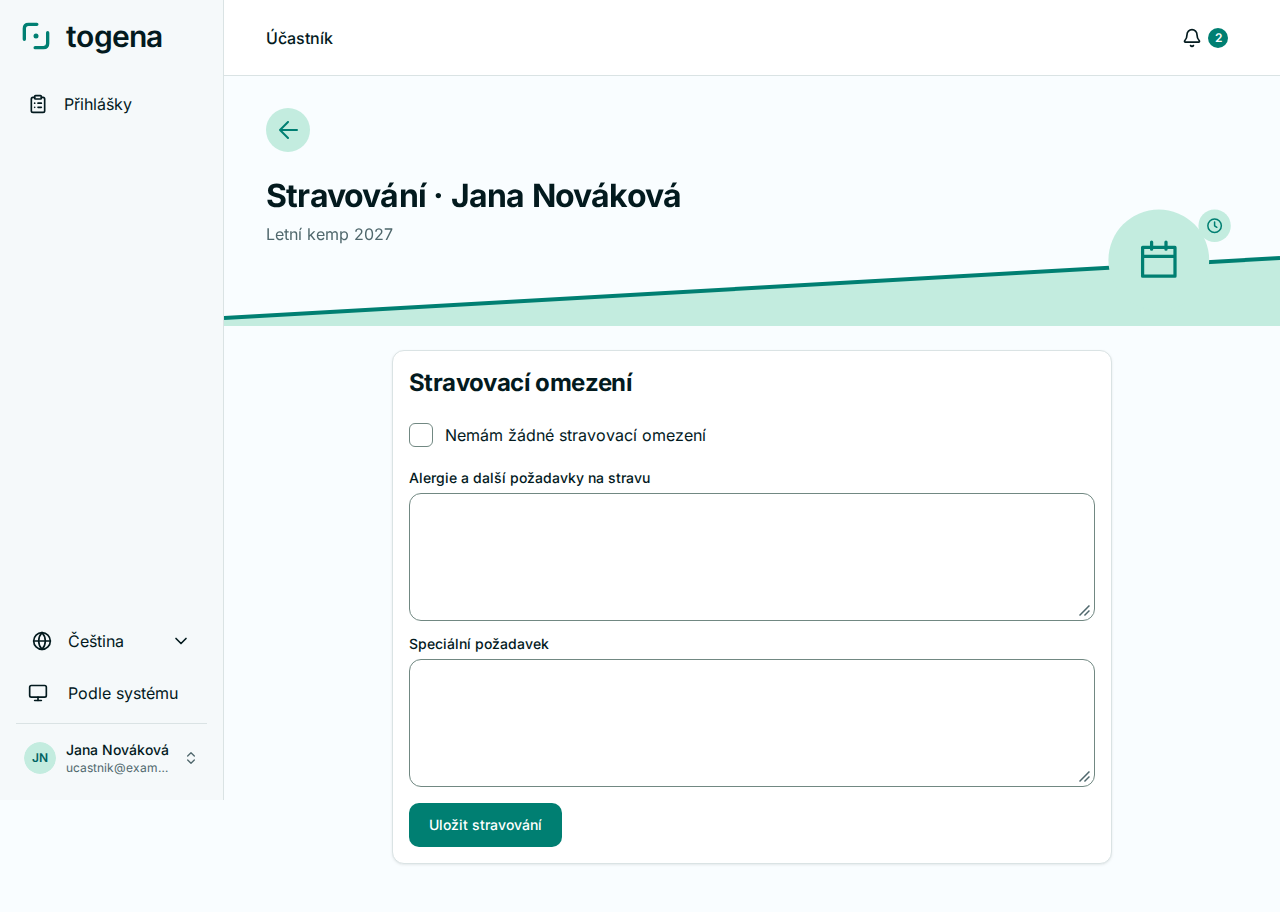 togena
Účastník
2
Přihlášky
Stravování · Jana Nováková
Letní kemp 2027
Stravovací omezení
Nemám žádné stravovací omezení
Alergie a další požadavky na stravu
Speciální požadavek
Uložit stravování
Čeština
Podle systému
JN
Jana Nováková
ucastnik@exam...